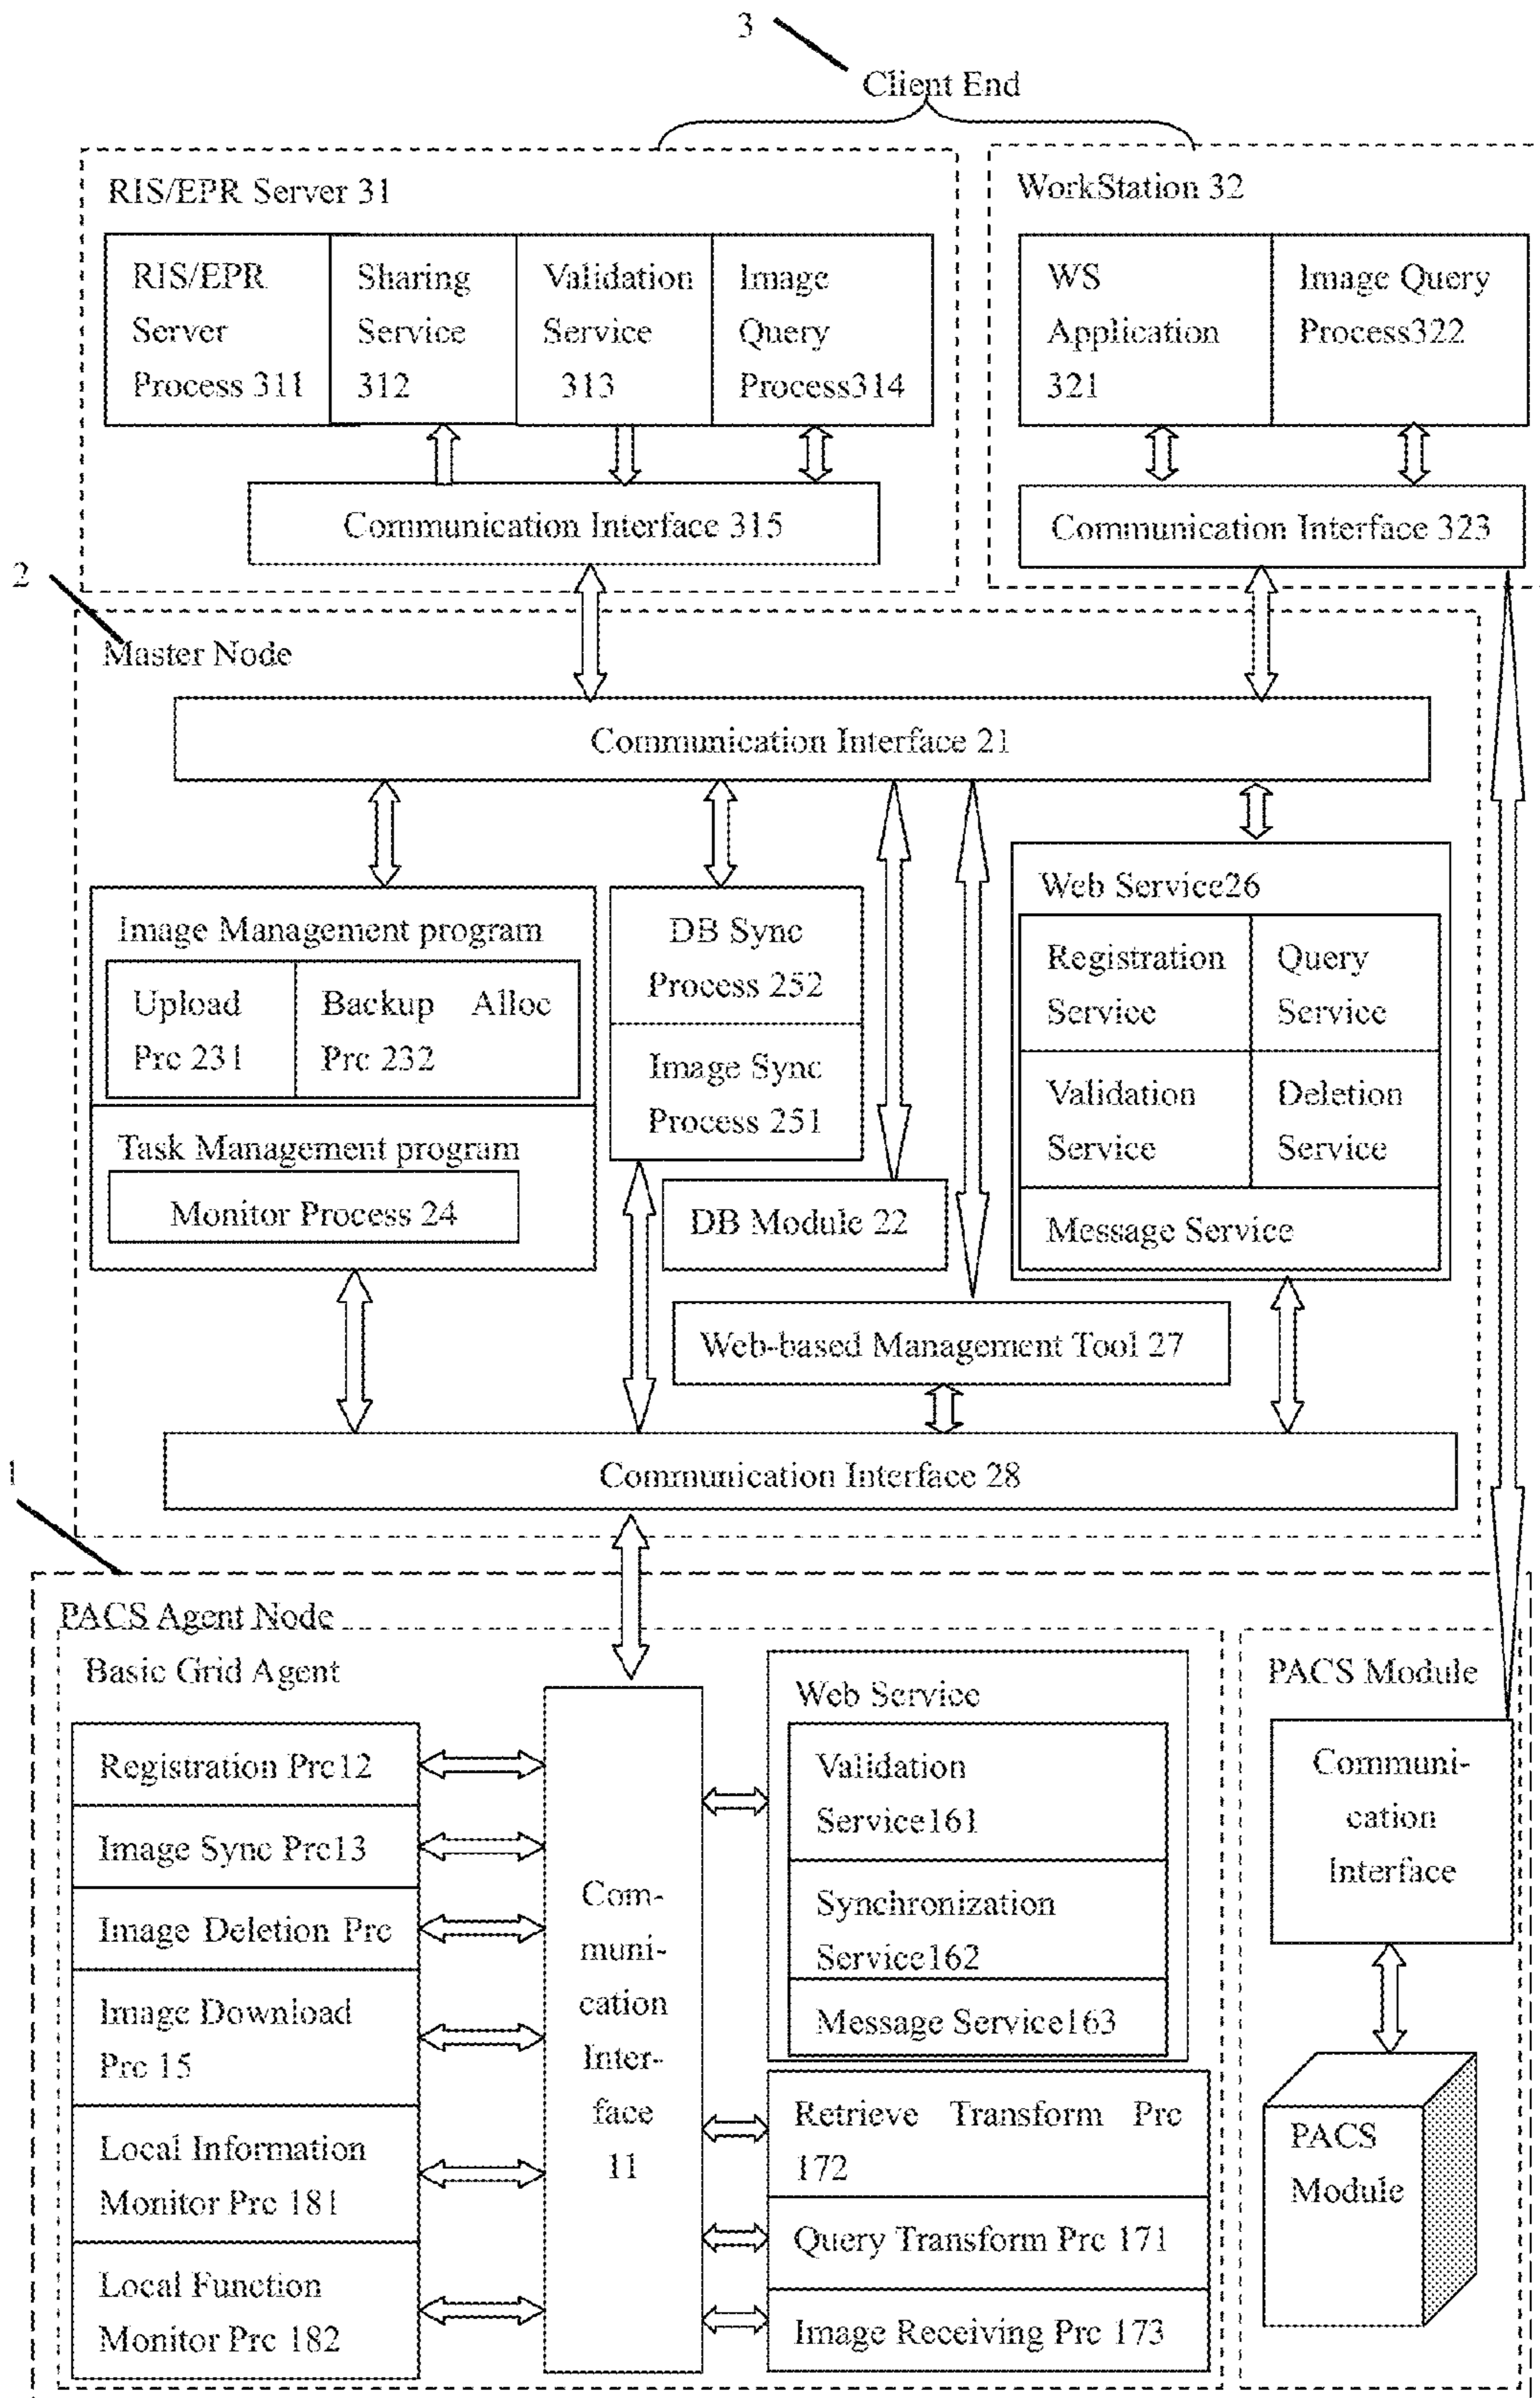 3
Client End
RIS/EPR Server 31
RIS/EPR
Server
Process 311
Sharing
Service
312
Validation
Service
313
Image
Query
Process314
Communication Interface 315
WorkStation 32
WS
Application
321
Image Query
Process322
Communication Interface 323
2
Master Node
Communication Interface 21
Image Management program
Upload
Prc 231
Backup Alloc
Prc 232
Task Management program
Monitor Process 24
DB Sync
Process 252
Image Sync
Process 251
DB Module 22
Web Service26
Registration
Service
Query
Service
Validation
Service
Deletion
Service
Message Service
Web-based Management Tool 27
Communication Interface 28
1
PACS Agent Node
Basic Grid Agent
Registration Prc12
Image Sync Prc13
Image Deletion Prc
Image Download
Prc 15
Local Information
Monitor Prc 181
Local Function
Monitor Prc 182
Com-
muni-
cation
Inter-
face
11
Web Service
Validation
Service161
Synchronization
Service162
Message Service163
Retrieve Transform Prc
172
Query Transform Prc 171
Image Receiving Prc 173
PACS Module
Communi-
cation
Interface
PACS
Module